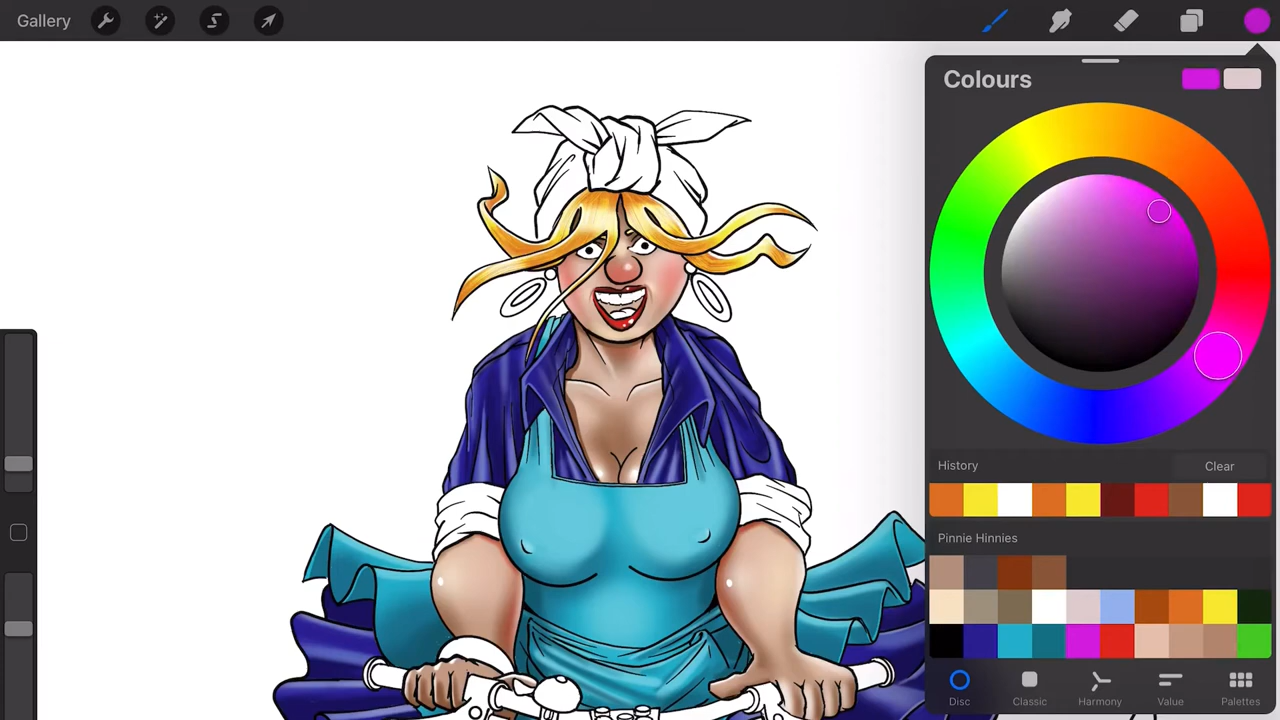 Gallery
Colours
History
Clear
Pinnie Hinnies
Disc
Classic
Harmony
Value
Palettes